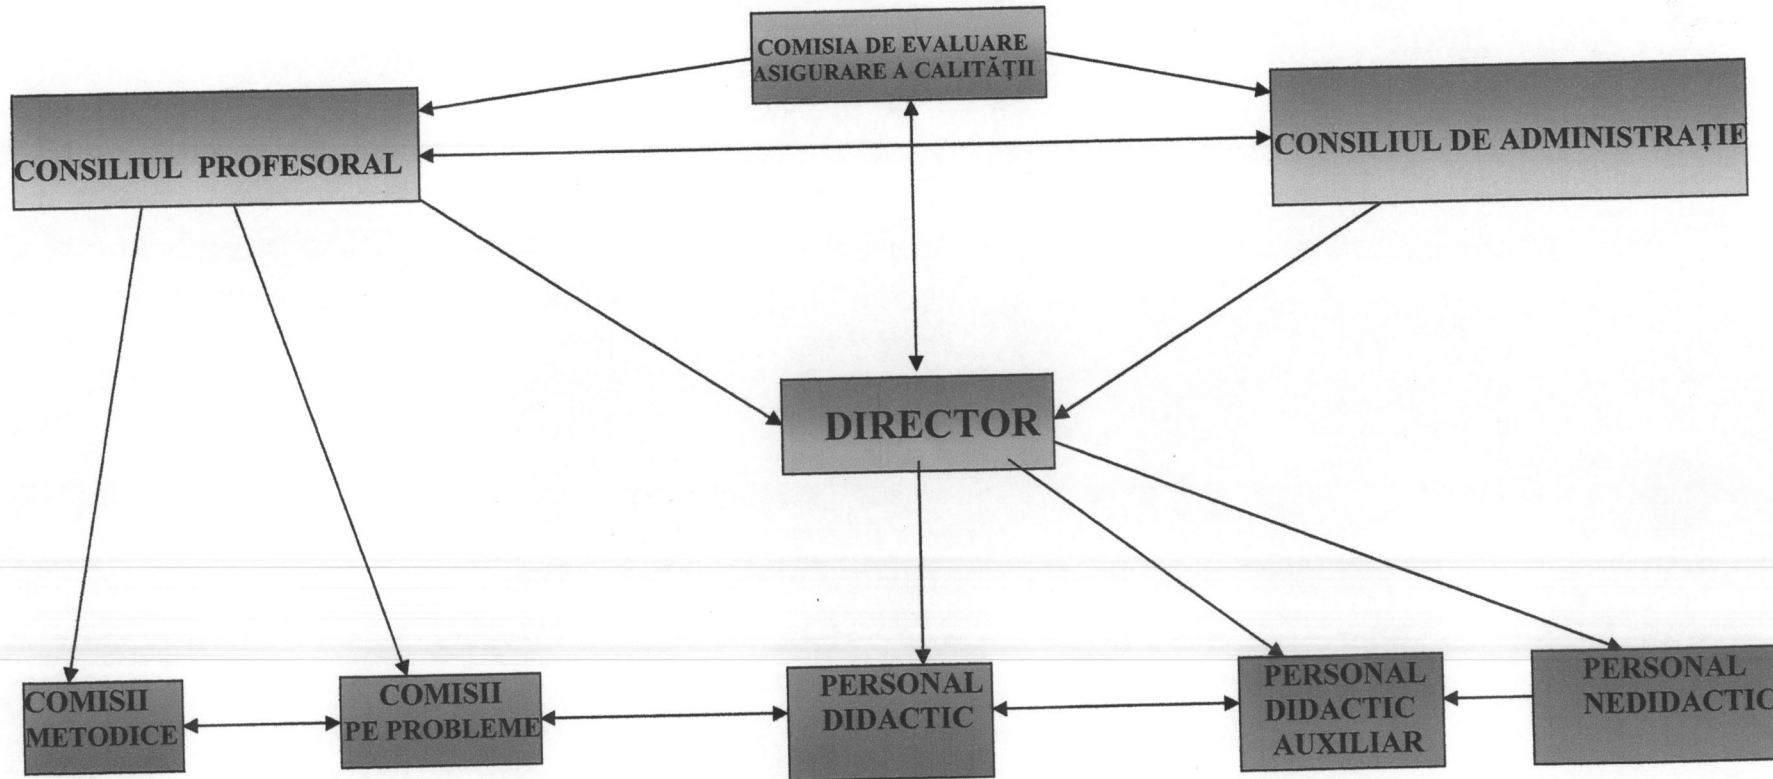 COMISIA DE EVALUARE
ASIGURARE A CALITĂȚII
CONSILIUL PROFESORAL
CONSILIUL DE ADMINISTRAȚIE
DIRECTOR
COMISII
METODICE
COMISII
PE PROBLEME
PERSONAL
DIDACTIC
PERSONAL
DIDACTIC
AUXILIAR
PERSONAL
NEDIDACTIC